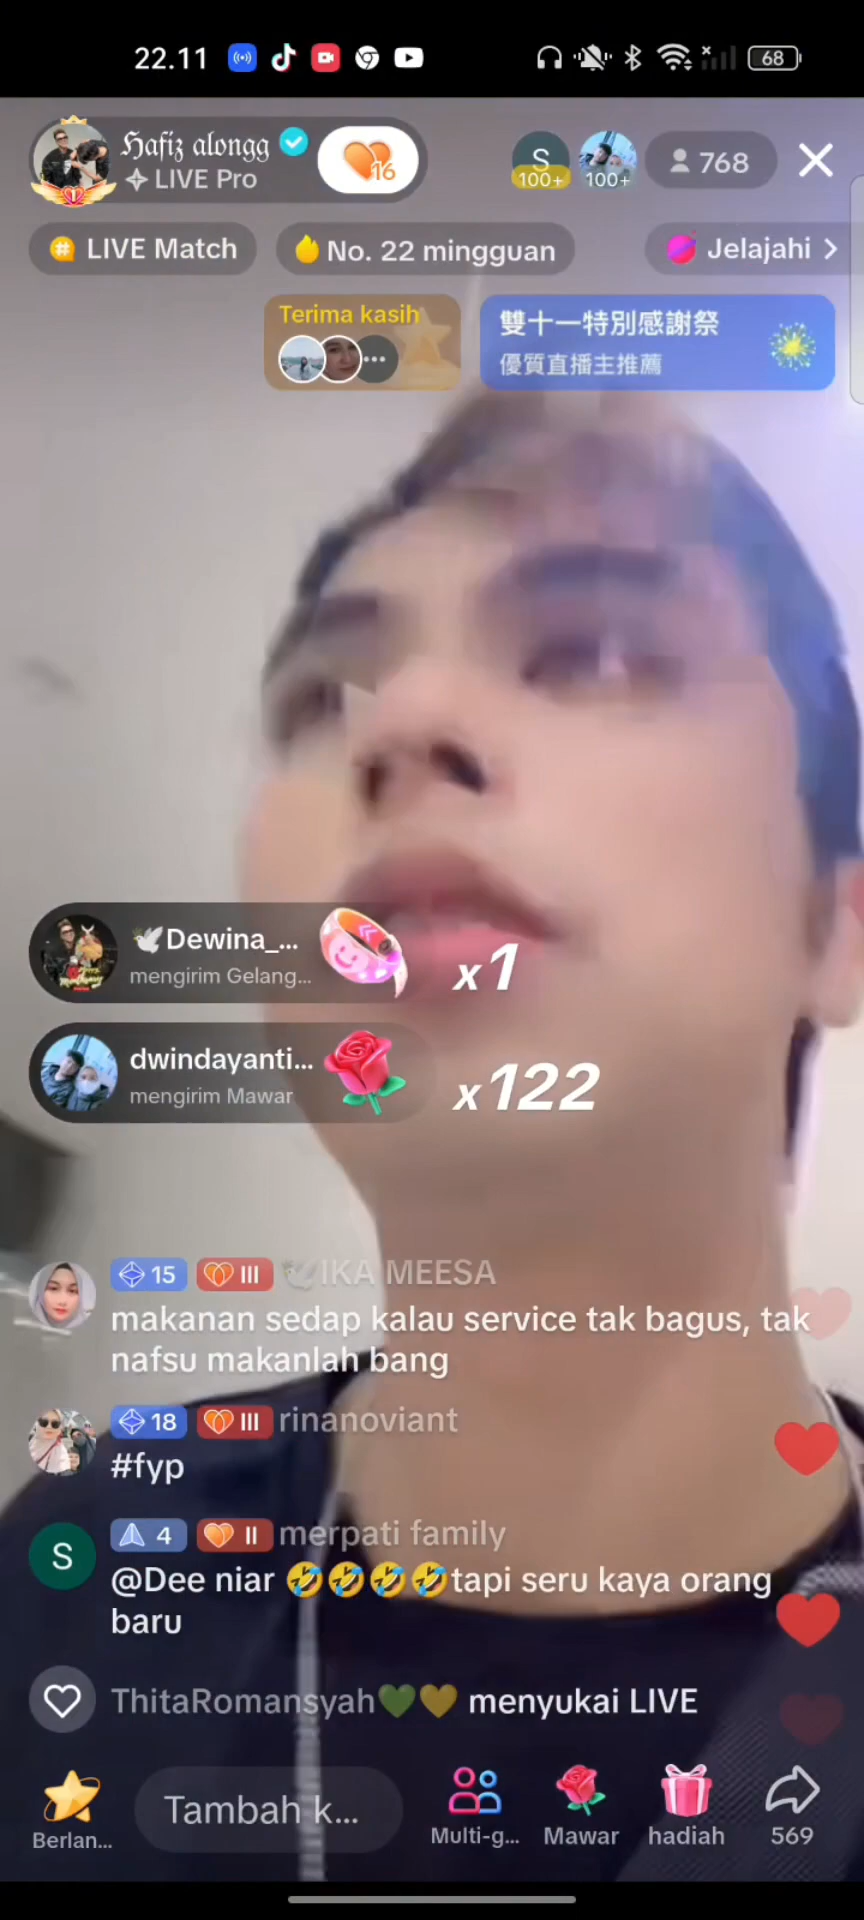 22.11
68
Hafiz alongg
LIVE Pro
16
S
100+
100+
768
LIVE Match
No. 22 mingguan
Jelajahi
Terima kasih
雙十一特別感謝祭
優質直播主推薦
Dewina_...
mengirim Gelang...
x1
dwindayanti...
mengirim Mawar
x122
15 III IKA MEESA
makanan sedap kalau service tak bagus, tak
nafsu makanlah bang
18 III rinanoviant
#fyp
S
4 II merpati family
@Dee niar 🤣🤣🤣🤣tapi seru kaya orang
baru
ThitaRomansyah💚💛 menyukai LIVE
Tambah k...
Berlan...
Multi-g...
Mawar
hadiah
569